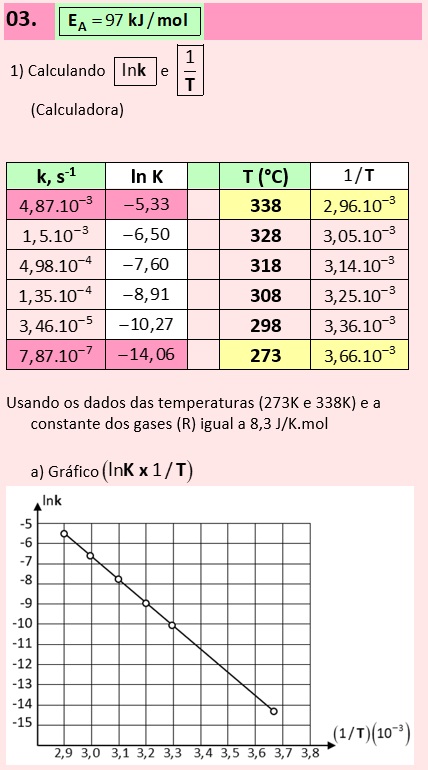 03. E_A = 97 kJ/mol
1) Calculando lnk e 1/T
(Calculadora)
k, s⁻¹ ln K T (°C) 1/T
4,87.10⁻³ −5,33 338 2,96.10⁻³
1,5.10⁻³ −6,50 328 3,05.10⁻³
4,98.10⁻⁴ −7,60 318 3,14.10⁻³
1,35.10⁻⁴ −8,91 308 3,25.10⁻³
3,46.10⁻⁵ −10,27 298 3,36.10⁻³
7,87.10⁻⁷ −14,06 273 3,66.10⁻³
Usando os dados das temperaturas (273K e 338K) e a
constante dos gases (R) igual a 8,3 J/K.mol
a) Gráfico (lnK x 1/T)
lnk
-5
-6
-7
-8
-9
-10
-11
-12
-13
-14
-15
(1/T)(10⁻³)
2,9 3,0 3,1 3,2 3,3 3,4 3,5 3,6 3,7 3,8